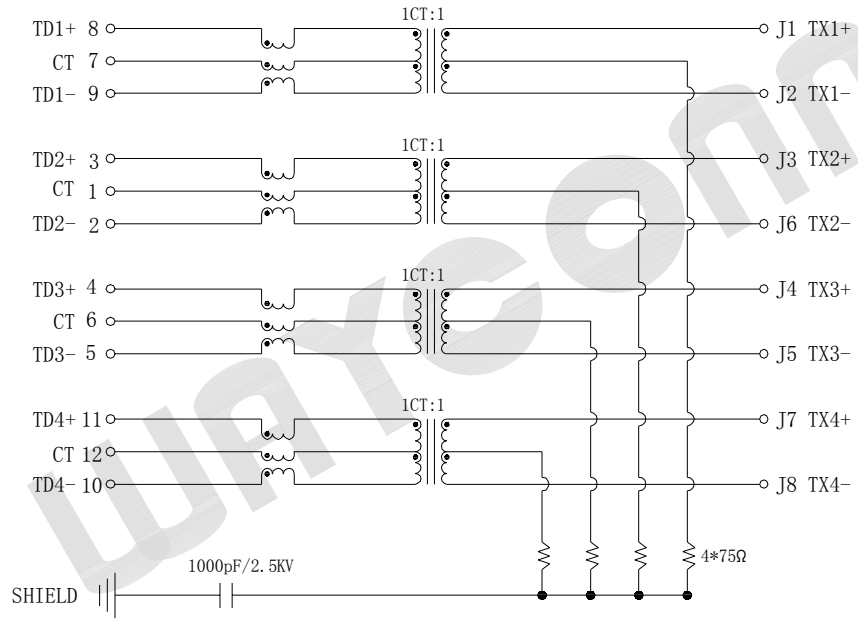 1CT:1
TD1+ 8 J1 TX1+
CT 7
TD1- 9 J2 TX1-
1CT:1
TD2+ 3 J3 TX2+
CT 1
TD2- 2 J6 TX2-
1CT:1
TD3+ 4 J4 TX3+
CT 6
TD3- 5 J5 TX3-
1CT:1
TD4+ 11 J7 TX4+
CT 12
TD4- 10 J8 TX4-
4*75Ω
1000pF/2.5KV
SHIELD
WAYCONN